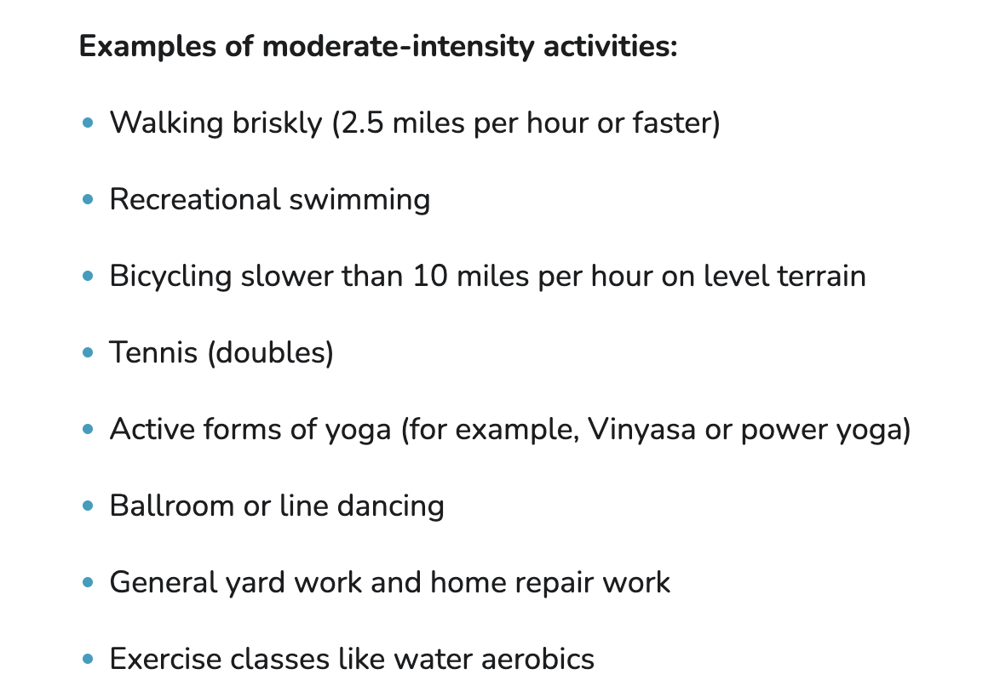 Examples of moderate-intensity activities:
• Walking briskly (2.5 miles per hour or faster)
• Recreational swimming
• Bicycling slower than 10 miles per hour on level terrain
• Tennis (doubles)
• Active forms of yoga (for example, Vinyasa or power yoga)
• Ballroom or line dancing
• General yard work and home repair work
• Exercise classes like water aerobics